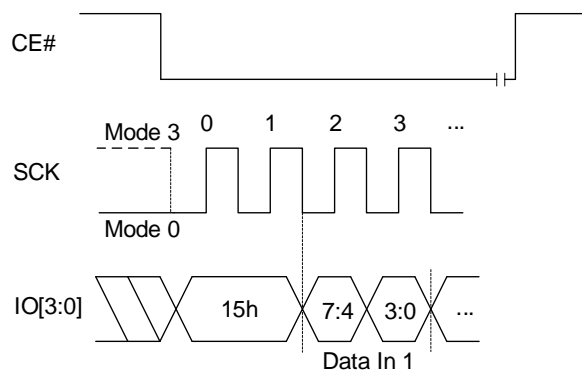 CE#
0 1 2 3 ...
Mode 3
SCK
Mode 0
IO[3:0] 15h 7:4 3:0 ...
Data In 1